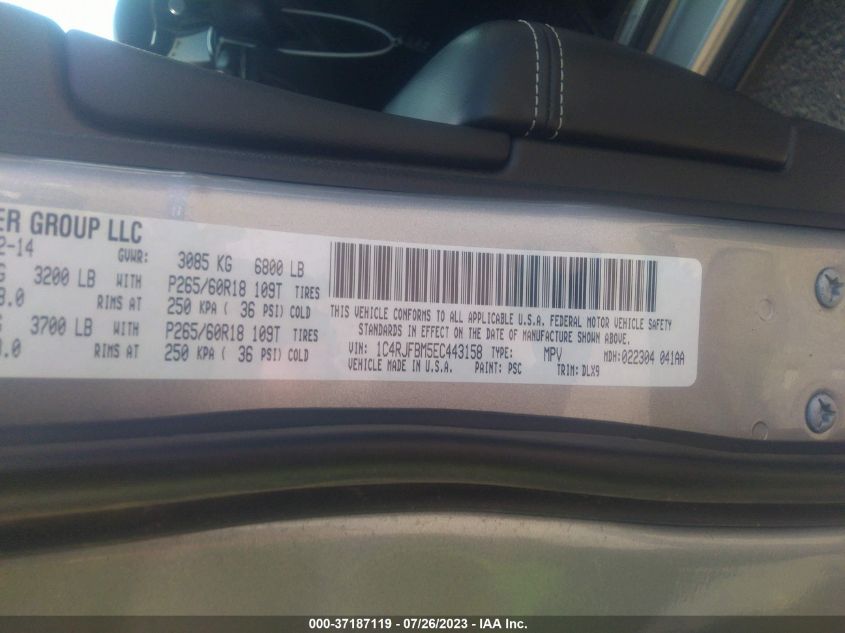 ER GROUP LLC
2-14
GVWR: 3085 KG 6800 LB
G 3200 LB WITH P265/60R18 109T TIRES
8.0 RIMS AT 250 KPA ( 36 PSI) COLD
G 3700 LB WITH P265/60R18 109T TIRES
.0 RIMS AT 250 KPA ( 36 PSI) COLD
THIS VEHICLE CONFORMS TO ALL APPLICABLE U.S.A. FEDERAL MOTOR VEHICLE SAFETY
STANDARDS IN EFFECT ON THE DATE OF MANUFACTURE SHOWN ABOVE.
VIN: 1C4RJFBM5EC443158 TYPE: MPV MDH:022304 041AA
VEHICLE MADE IN U.S.A. PAINT: PSC TRIM: DLX9
000-37187119 / 07/26/2023 - IAA Inc.